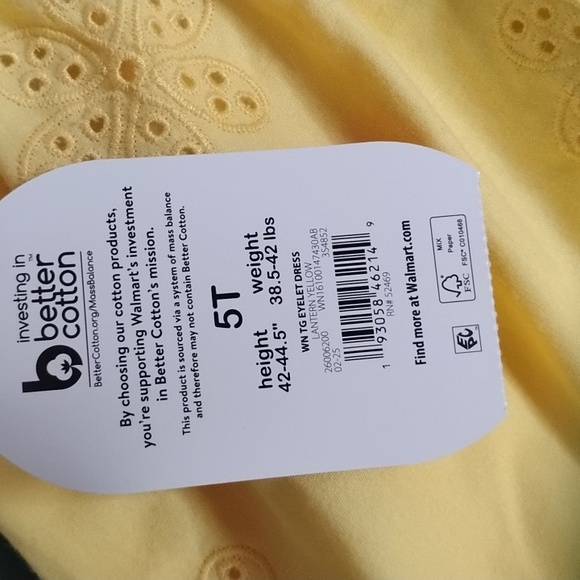 investing in
better
cotton™
BetterCotton.org/MassBalance
By choosing our cotton products,
you're supporting Walmart's investment
in Better Cotton's mission.
This product is sourced via a system of mass balance
and therefore may not contain Better Cotton.
5T
height weight
42-44.5" 38.5-42 lbs
WN TG EYELET DRESS
LANTERN YELLOW
26006200 WN16100147430AB
02-25 354852
1 93058 46214 9
RN# 52469
Find more at Walmart.com
FSC
MIX
Paper
FSC® C010468